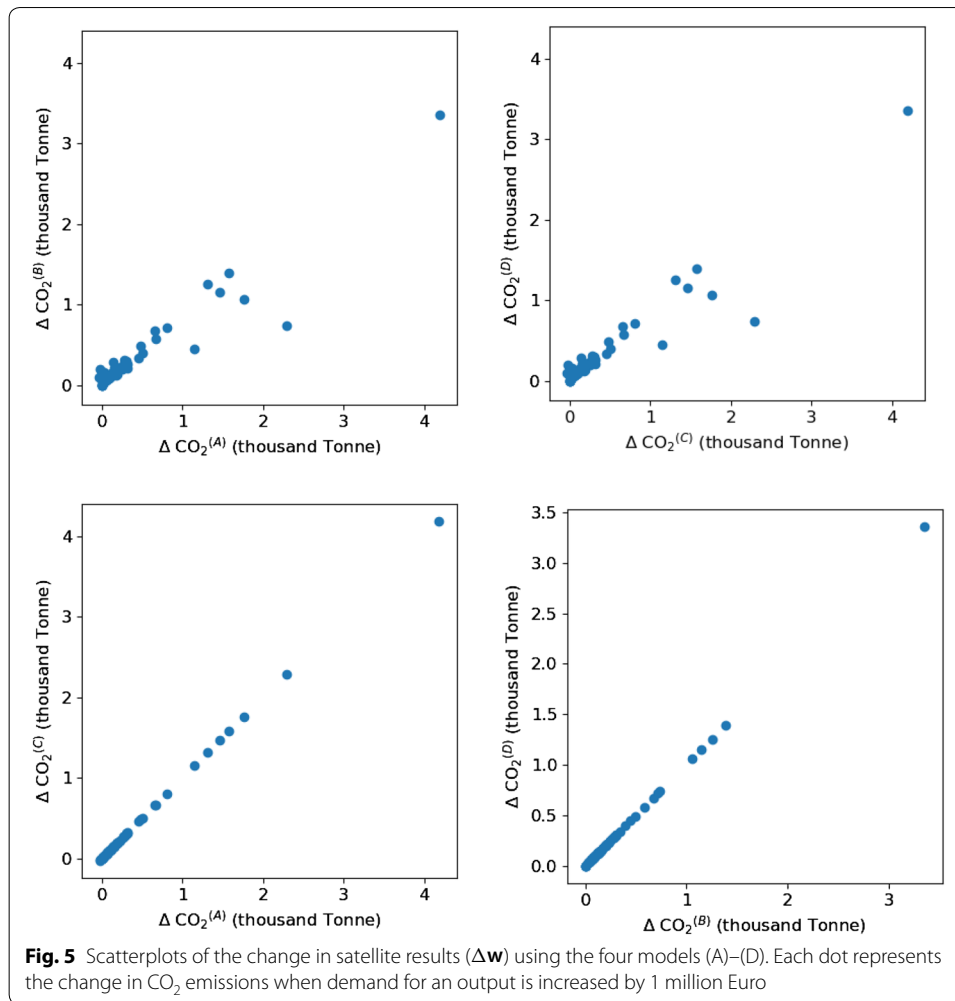 4
3
2
1
0
Δ CO₂⁽ᴮ⁾ (thousand Tonne)
0 1 2 3 4
Δ CO₂⁽ᴬ⁾ (thousand Tonne)
4
3
2
1
0
Δ CO₂⁽ᴰ⁾ (thousand Tonne)
0 1 2 3 4
Δ CO₂⁽ᶜ⁾ (thousand Tonne)
4
3
2
1
0
Δ CO₂⁽ᶜ⁾ (thousand Tonne)
0 1 2 3 4
Δ CO₂⁽ᴬ⁾ (thousand Tonne)
3.5
3.0
2.5
2.0
1.5
1.0
0.5
0.0
Δ CO₂⁽ᴰ⁾ (thousand Tonne)
0 1 2 3
Δ CO₂⁽ᴮ⁾ (thousand Tonne)
Fig. 5 Scatterplots of the change in satellite results (Δw) using the four models (A)–(D). Each dot represents
the change in CO₂ emissions when demand for an output is increased by 1 million Euro